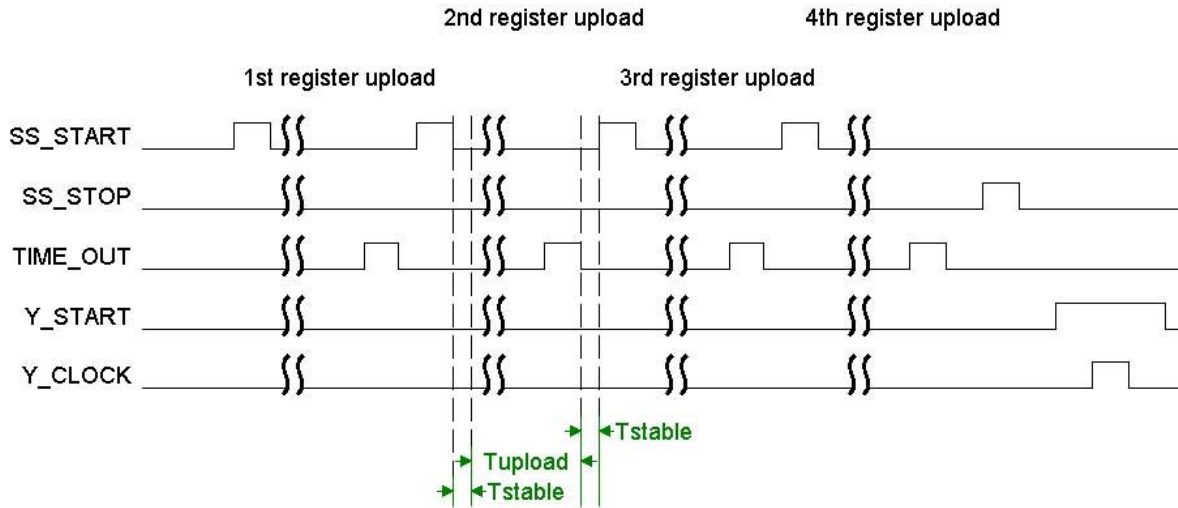 2nd register upload
4th register upload
1st register upload
3rd register upload
SS_START
SS_STOP
TIME_OUT
Y_START
Y_CLOCK
Tstable
Tupload
Tstable